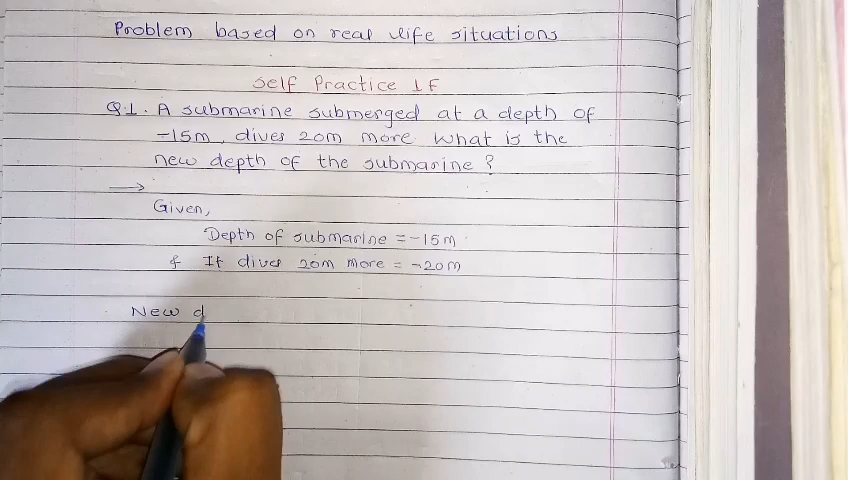 Problem based on real life situations
Self Practice 1F
Q1. A submarine submerged at a depth of
-15m, dives 20m more. What is the
new depth of the submarine?
→
Given,
Depth of submarine = -15m
& It dives 20m more = -20m
New d